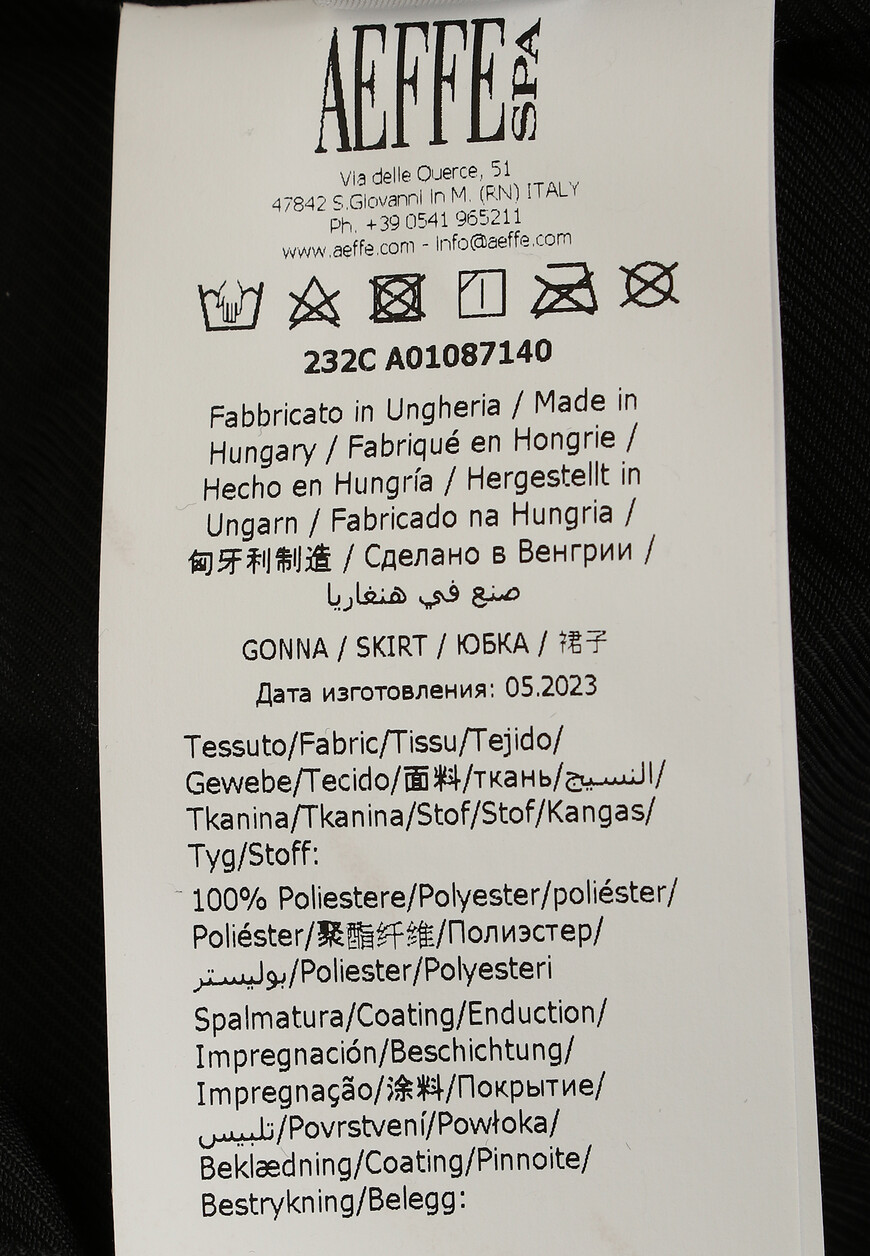 AEFFE SPA
Via delle Querce, 51
47842 S.Giovanni in M. (RN) ITALY
Ph. +39 0541 965211
www.aeffe.com - info@aeffe.com
232C A01087140
Fabbricato in Ungheria / Made in
Hungary / Fabriqué en Hongrie /
Hecho en Hungría / Hergestellt in
Ungarn / Fabricado na Hungria /
匈牙利制造 / Сделано в Венгрии /
صنع في هنغاريا
GONNA / SKIRT / ЮБКА / 裙子
Дата изготовления: 05.2023
Tessuto/Fabric/Tissu/Tejido/
Gewebe/Tecido/面料/ткань/النسيج/
Tkanina/Tkanina/Stof/Stof/Kangas/
Tyg/Stoff:
100% Poliestere/Polyester/poliéster/
Poliéster/聚酯纤维/Полиэстер/
بوليستر/Poliester/Polyesteri
Spalmatura/Coating/Enduction/
Impregnación/Beschichtung/
Impregnação/涂料/Покрытие/
تلبيس/Povrstvení/Powłoka/
Beklædning/Coating/Pinnoite/
Bestrykning/Belegg: